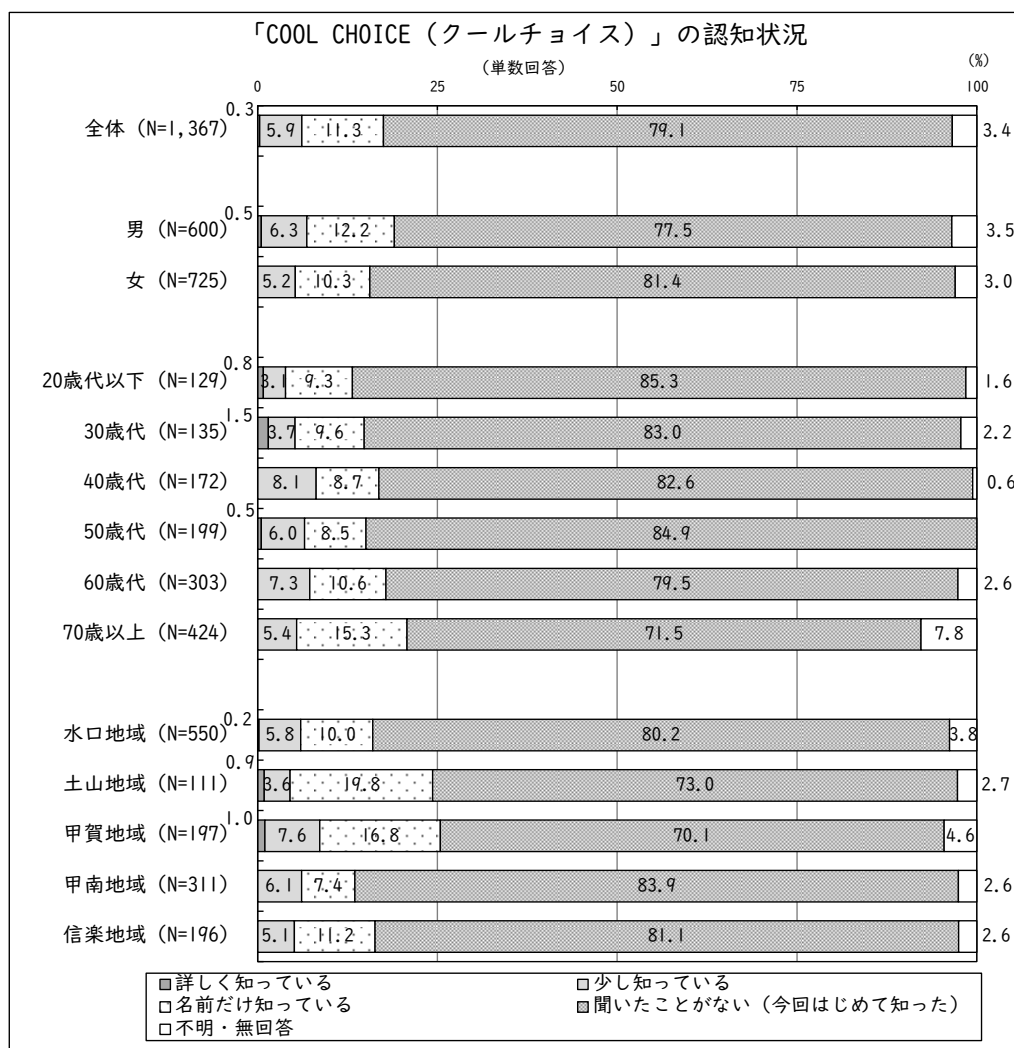 「COOL CHOICE（クールチョイス）」の認知状況
（単数回答）
(%)
0 25 50 75 100
全体 (N=1,367) 0.3 5.9 11.3 79.1 3.4
男 (N=600) 0.5 6.3 12.2 77.5 3.5
女 (N=725) 5.2 10.3 81.4 3.0
20歳代以下 (N=129) 0.8 3.1 9.3 85.3 1.6
30歳代 (N=135) 1.5 3.7 9.6 83.0 2.2
40歳代 (N=172) 8.1 8.7 82.6 0.6
50歳代 (N=199) 0.5 6.0 8.5 84.9
60歳代 (N=303) 7.3 10.6 79.5 2.6
70歳以上 (N=424) 5.4 15.3 71.5 7.8
水口地域 (N=550) 0.2 5.8 10.0 80.2 3.8
土山地域 (N=111) 0.9 3.6 19.8 73.0 2.7
甲賀地域 (N=197) 1.0 7.6 16.8 70.1 4.6
甲南地域 (N=311) 6.1 7.4 83.9 2.6
信楽地域 (N=196) 5.1 11.2 81.1 2.6
詳しく知っている 少し知っている
名前だけ知っている 聞いたことがない（今回はじめて知った）
不明・無回答